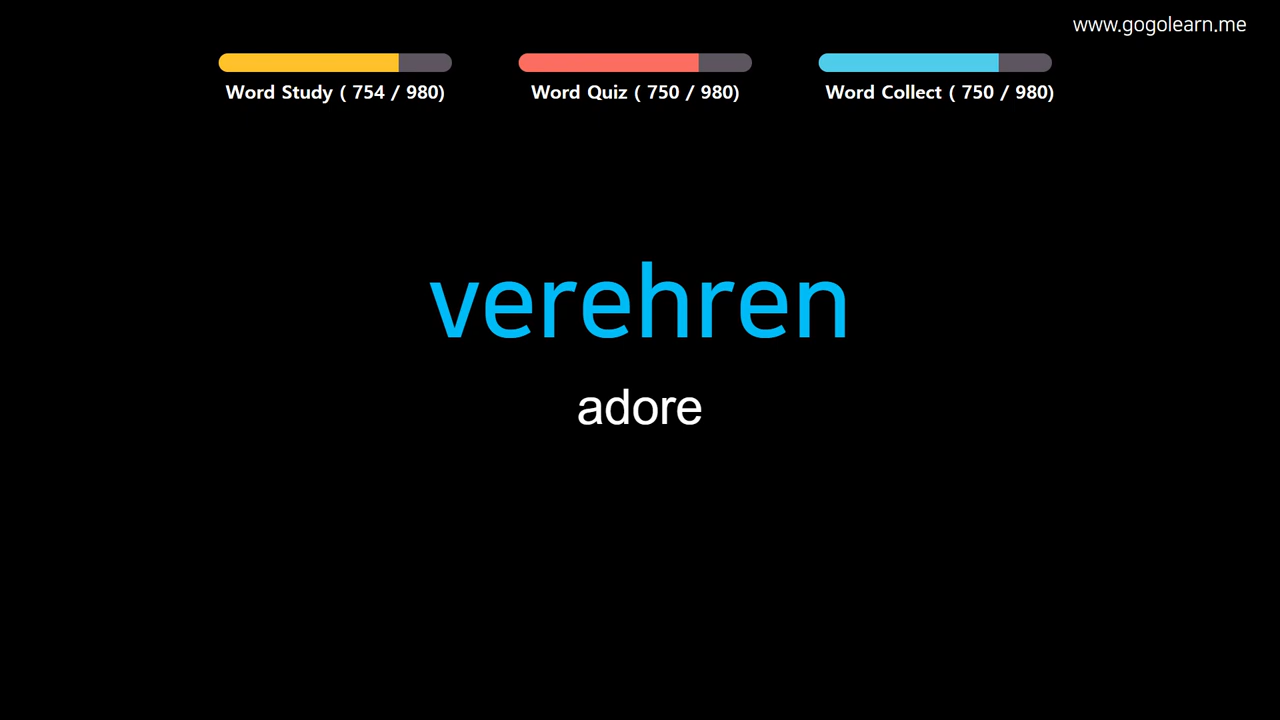 www.gogolearn.me
Word Study ( 754 / 980)
Word Quiz ( 750 / 980)
Word Collect ( 750 / 980)
verehren
adore